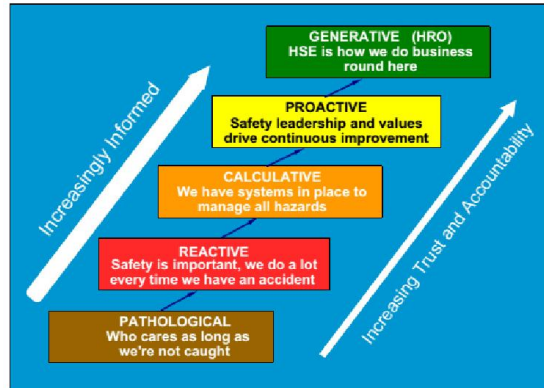 GENERATIVE (HRO)
HSE is how we do business
round here
PROACTIVE
Safety leadership and values
drive continuous improvement
CALCULATIVE
We have systems in place to
manage all hazards
REACTIVE
Safety is important, we do a lot
every time we have an accident
PATHOLOGICAL
Who cares as long as
we're not caught
Increasingly Informed
Increasing Trust and Accountability